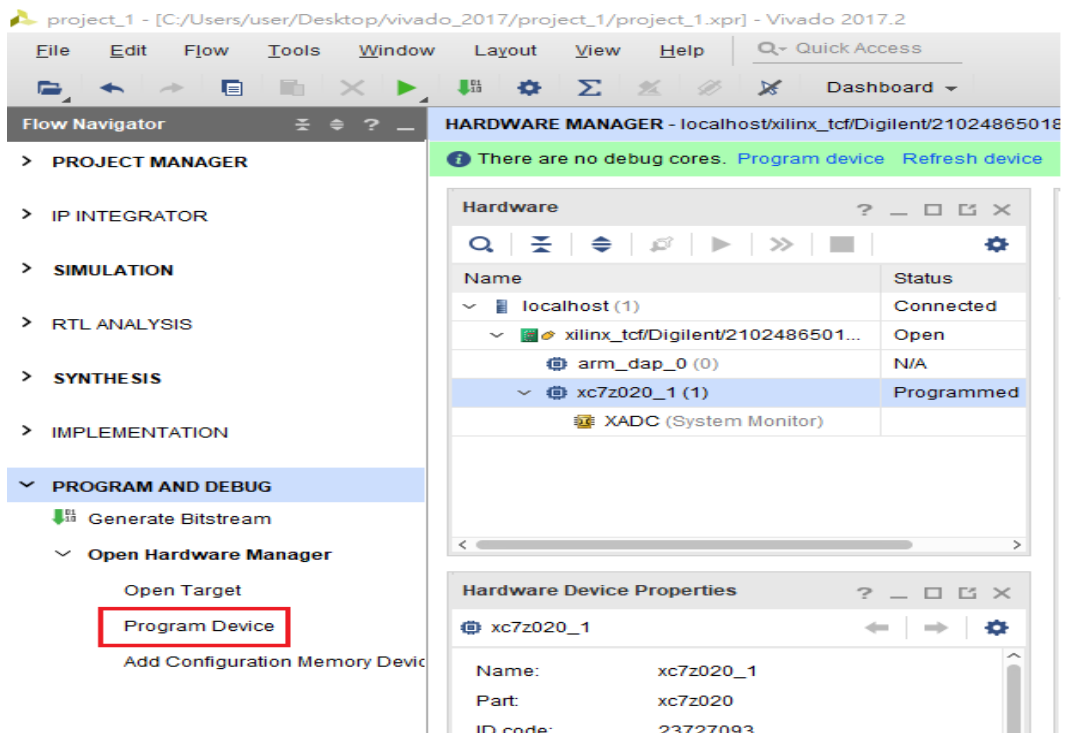 project_1 - [C:/Users/user/Desktop/vivado_2017/project_1/project_1.xpr] - Vivado 2017.2
File Edit Flow Tools Window Layout View Help Quick Access
Dashboard
Flow Navigator
HARDWARE MANAGER - localhost/xilinx_tcf/Digilent/21024865018
PROJECT MANAGER
There are no debug cores. Program device Refresh device
IP INTEGRATOR
SIMULATION
RTL ANALYSIS
SYNTHESIS
IMPLEMENTATION
PROGRAM AND DEBUG
Generate Bitstream
Open Hardware Manager
Open Target
Program Device
Add Configuration Memory Devic
Hardware
Name Status
localhost (1) Connected
xilinx_tcf/Digilent/2102486501... Open
arm_dap_0 (0) N/A
xc7z020_1 (1) Programmed
XADC (System Monitor)
Hardware Device Properties
xc7z020_1
Name: xc7z020_1
Part: xc7z020
ID code: 23727093